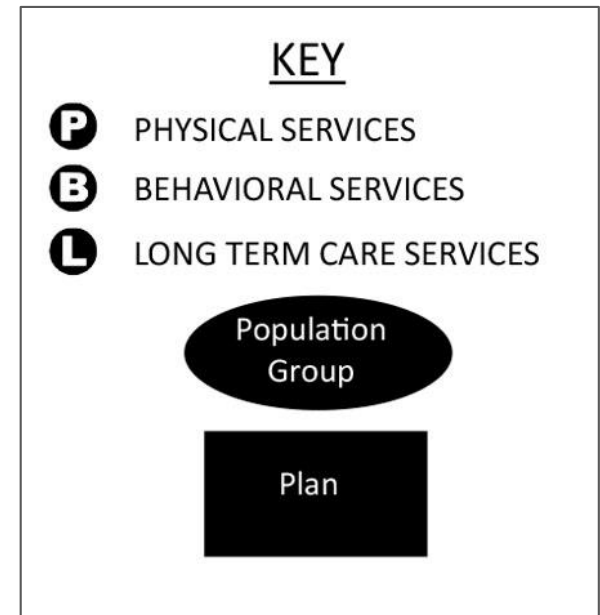 KEY
P PHYSICAL SERVICES
B BEHAVIORAL SERVICES
L LONG TERM CARE SERVICES
Population
Group
Plan